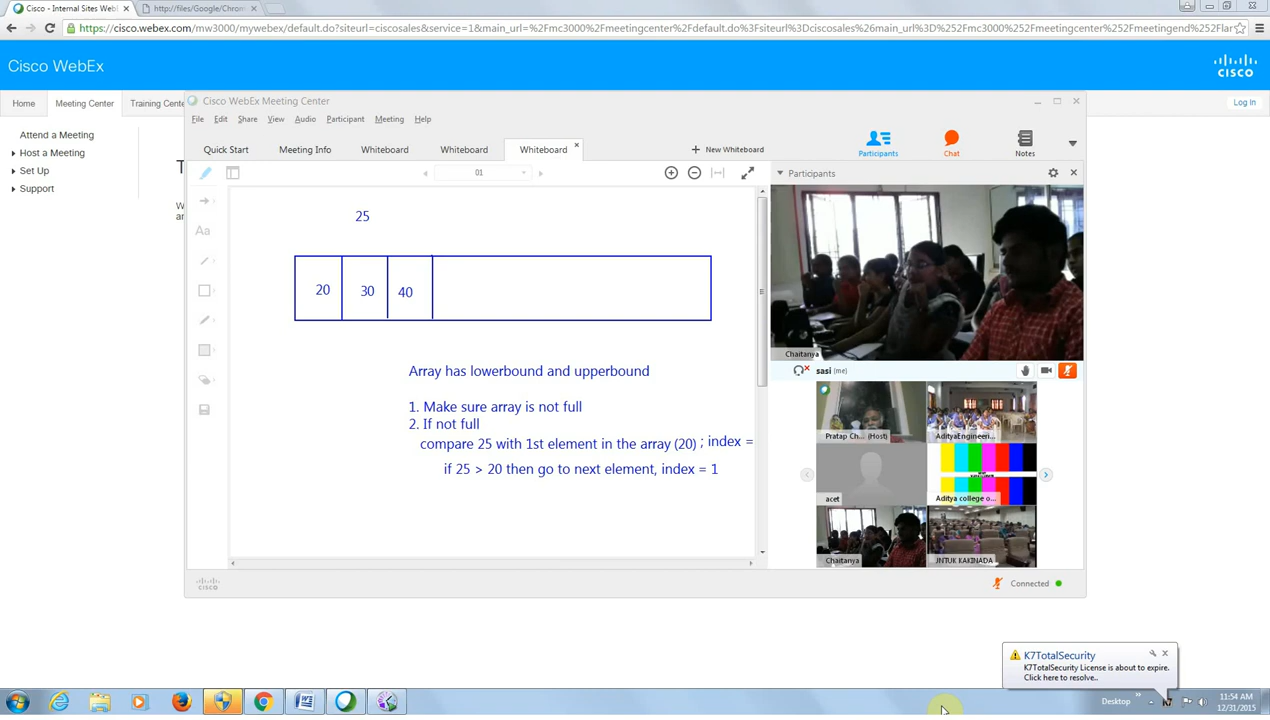 Cisco - Internal Sites Web
http://files/Google/Chrom
https://cisco.webex.com/mw3000/mywebex/default.do?siteurl=ciscosales&service=1&main_url=%2Fmc3000%2Fmeetingcenter%2Fdefault.do%3Fsiteurl%3Dciscosales%26main_url%3D%252Fmc3000%252Fmeetingcenter%252Fmeetingend%252Flar
Cisco WebEx
CISCO
Home
Meeting Center
Training Cente
Log In
Attend a Meeting
Host a Meeting
Set Up
Support
T
W
ar
Cisco WebEx Meeting Center
File Edit Share View Audio Participant Meeting Help
Quick Start
Meeting Info
Whiteboard
Whiteboard
Whiteboard
New Whiteboard
Participants
Chat
Notes
01
Participants
Aa
25
20 30 40
Array has lowerbound and upperbound
1. Make sure array is not full
2. If not full
compare 25 with 1st element in the array (20) ; index =
if 25 > 20 then go to next element, index = 1
Chaitanya
sasi (me)
Pratap Ch... (Host)
AdityaEngineeri...
acet
Aditya college o...
Chaitanya
JNTUK KAKINADA
cisco
Connected
K7TotalSecurity
K7TotalSecurity License is about to expire.
Click here to resolve..
Desktop
11:54 AM
12/31/2015